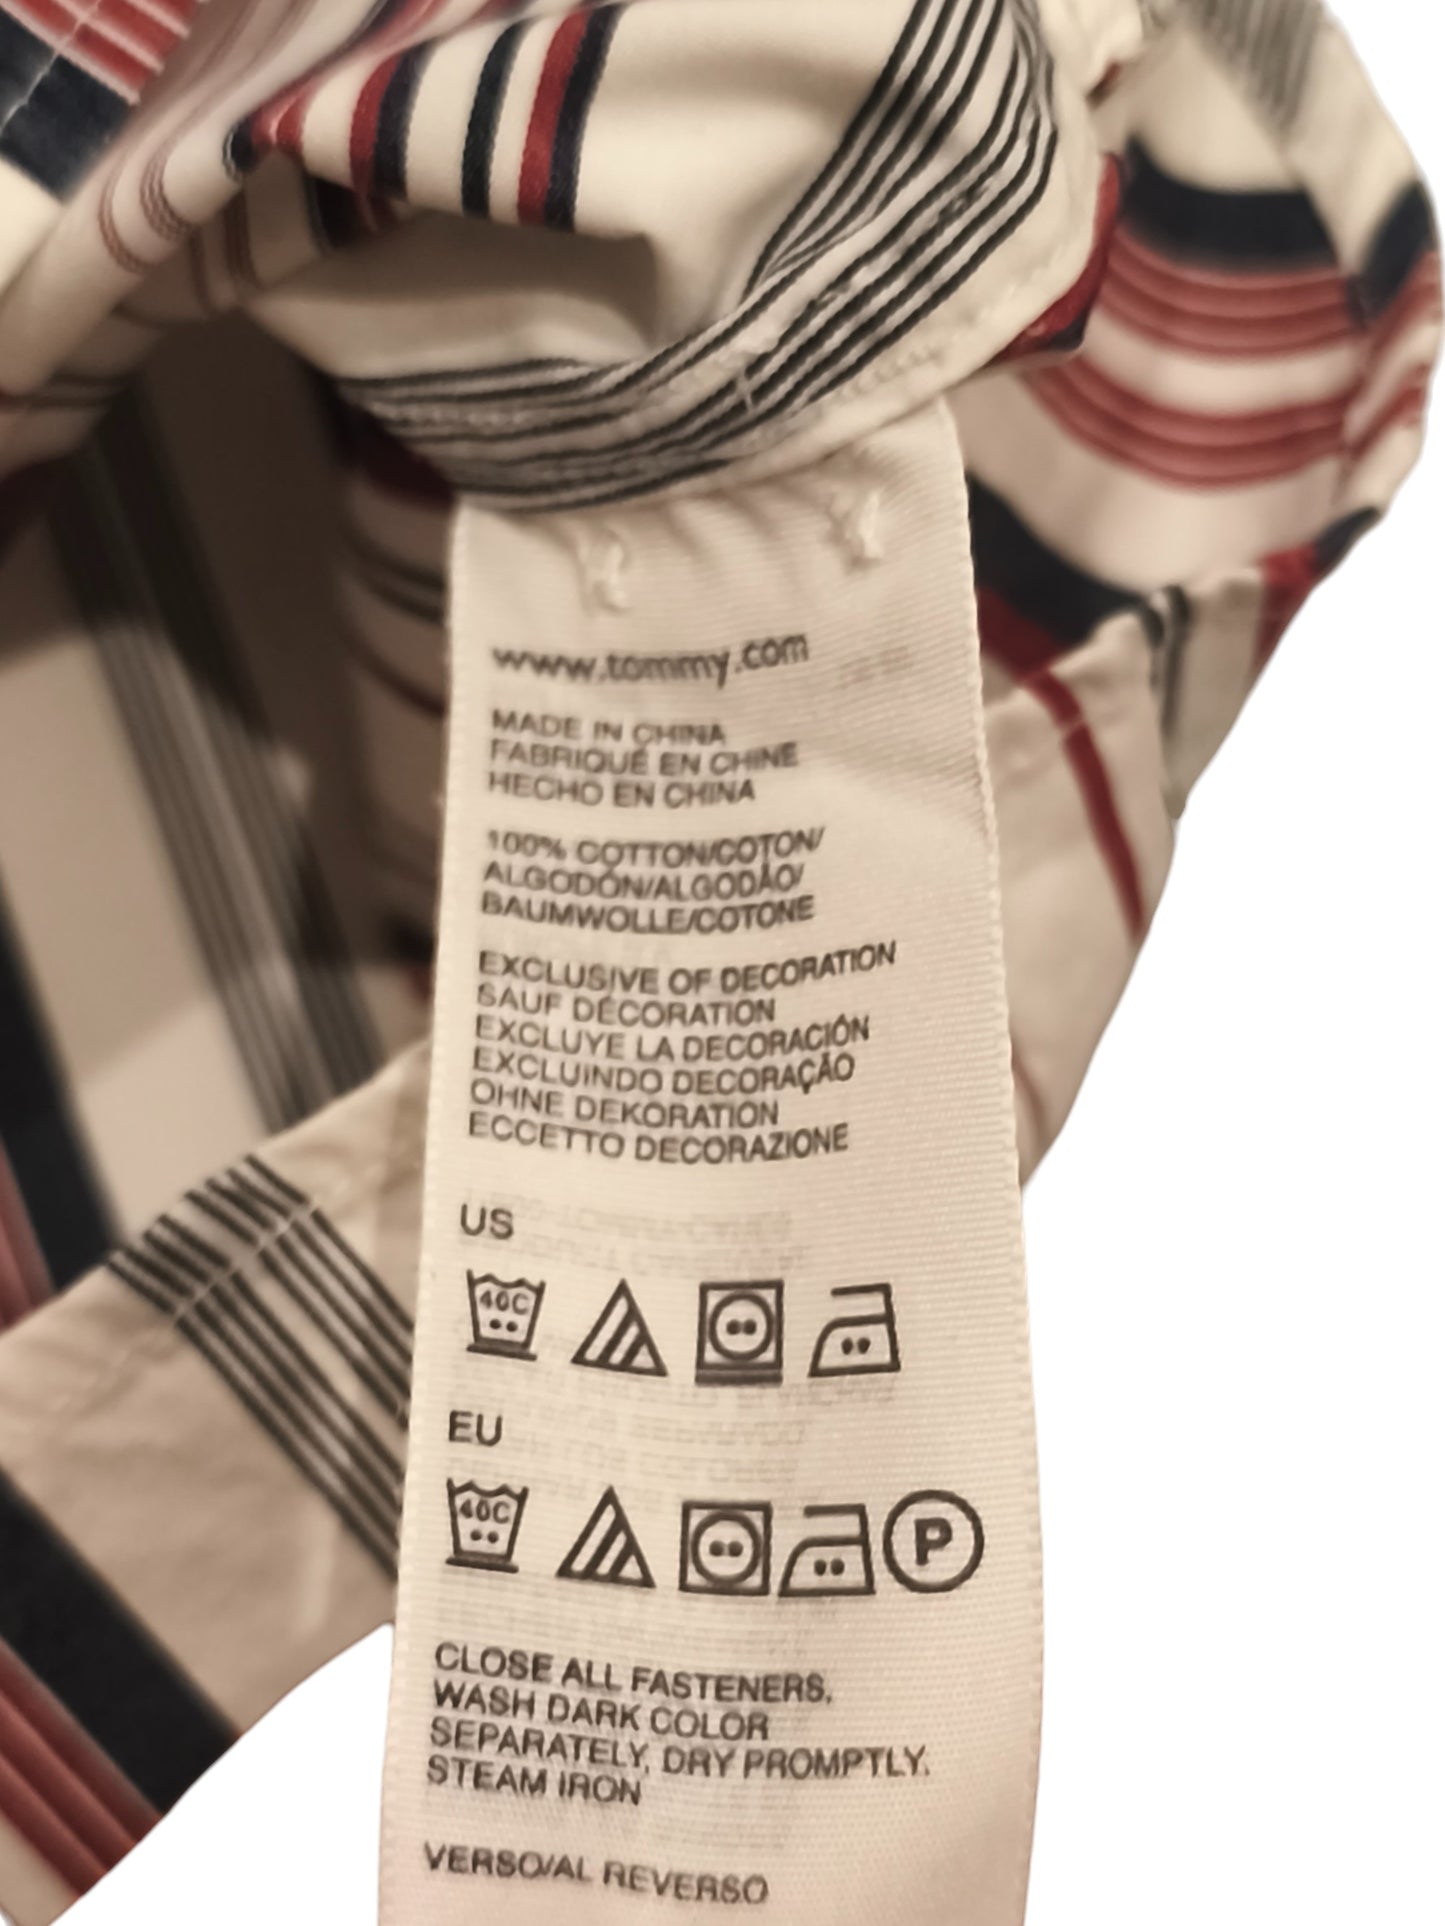 www.tommy.com
MADE IN CHINA
FABRIQUÉ EN CHINE
HECHO EN CHINA
100% COTTON/COTON/
ALGODÓN/ALGODÃO/
BAUMWOLLE/COTONE
EXCLUSIVE OF DECORATION
SAUF DÉCORATION
EXCLUYE LA DECORACIÓN
EXCLUINDO DECORAÇÃO
OHNE DEKORATION
ECCETTO DECORAZIONE
US
40C
EU
40C P
CLOSE ALL FASTENERS,
WASH DARK COLOR
SEPARATELY, DRY PROMPTLY.
STEAM IRON
VERSO/AL REVERSO